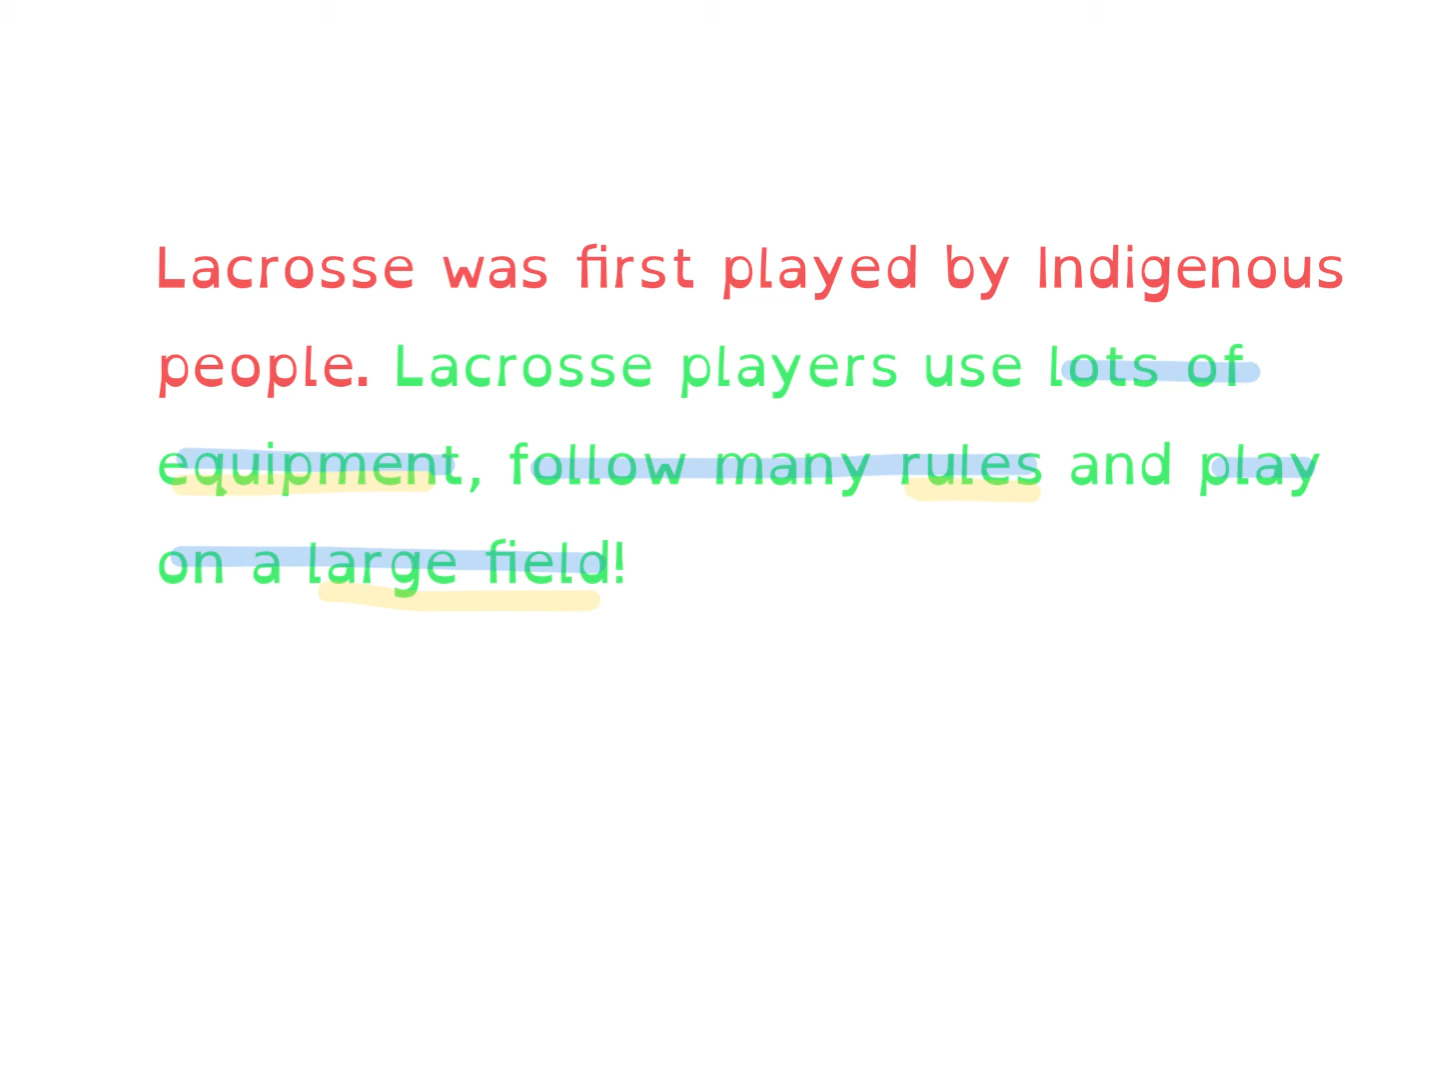 Lacrosse was first played by Indigenous
people. Lacrosse players use lots of
equipment, follow many rules and play
on a large field!